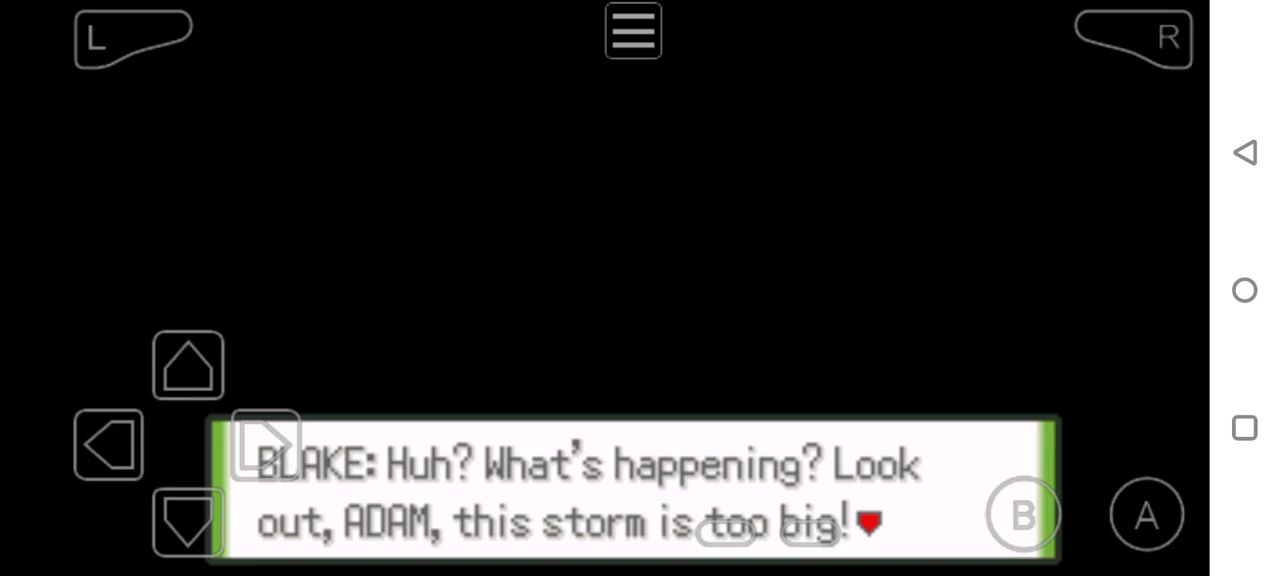 L
R
BLAKE: Huh? What's happening? Look
out, ADAM, this storm is too big!
B
A